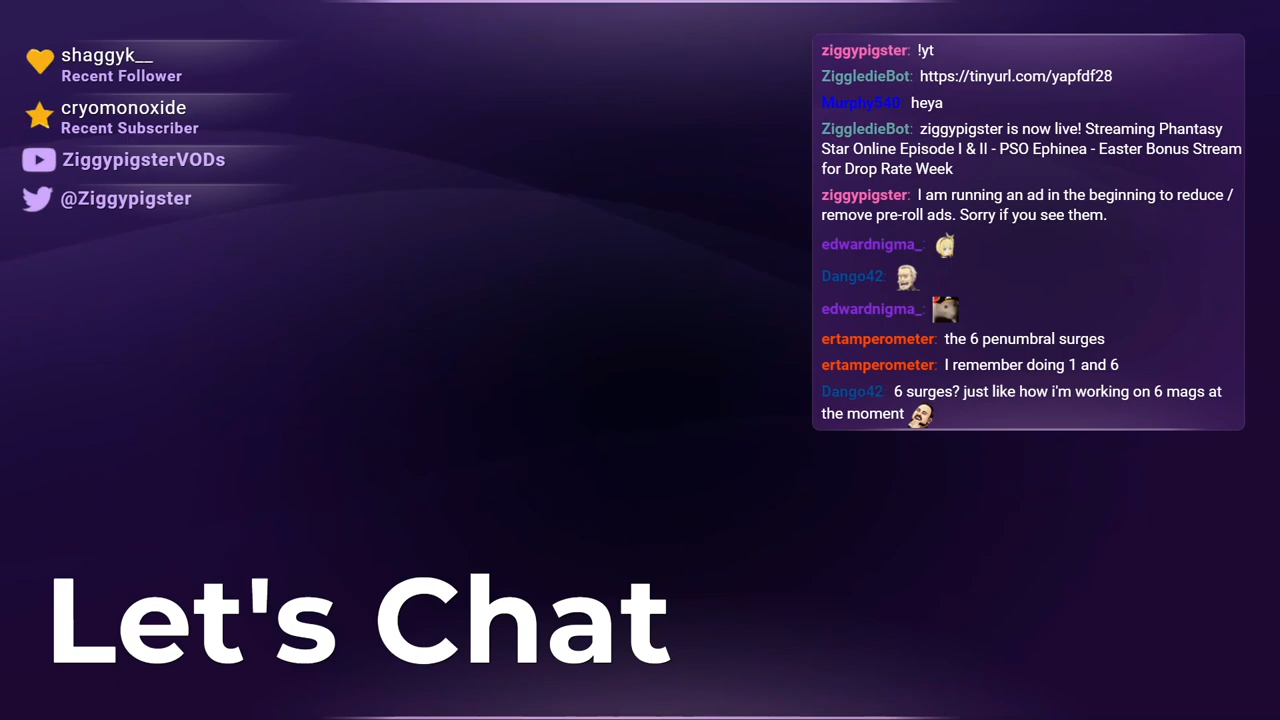 shaggyk__
Recent Follower
cryomonoxide
Recent Subscriber
ZiggypigsterVODs
@Ziggypigster
ziggypigster: !yt
ZiggledieBot: https://tinyurl.com/yapfdf28
Murphy540: heya
ZiggledieBot: ziggypigster is now live! Streaming Phantasy
Star Online Episode I & II - PSO Ephinea - Easter Bonus Stream
for Drop Rate Week
ziggypigster: I am running an ad in the beginning to reduce /
remove pre-roll ads. Sorry if you see them.
edwardnigma_:
Dango42:
edwardnigma_:
ertamperometer: the 6 penumbral surges
ertamperometer: I remember doing 1 and 6
Dango42: 6 surges? just like how i'm working on 6 mags at
the moment
Let's Chat